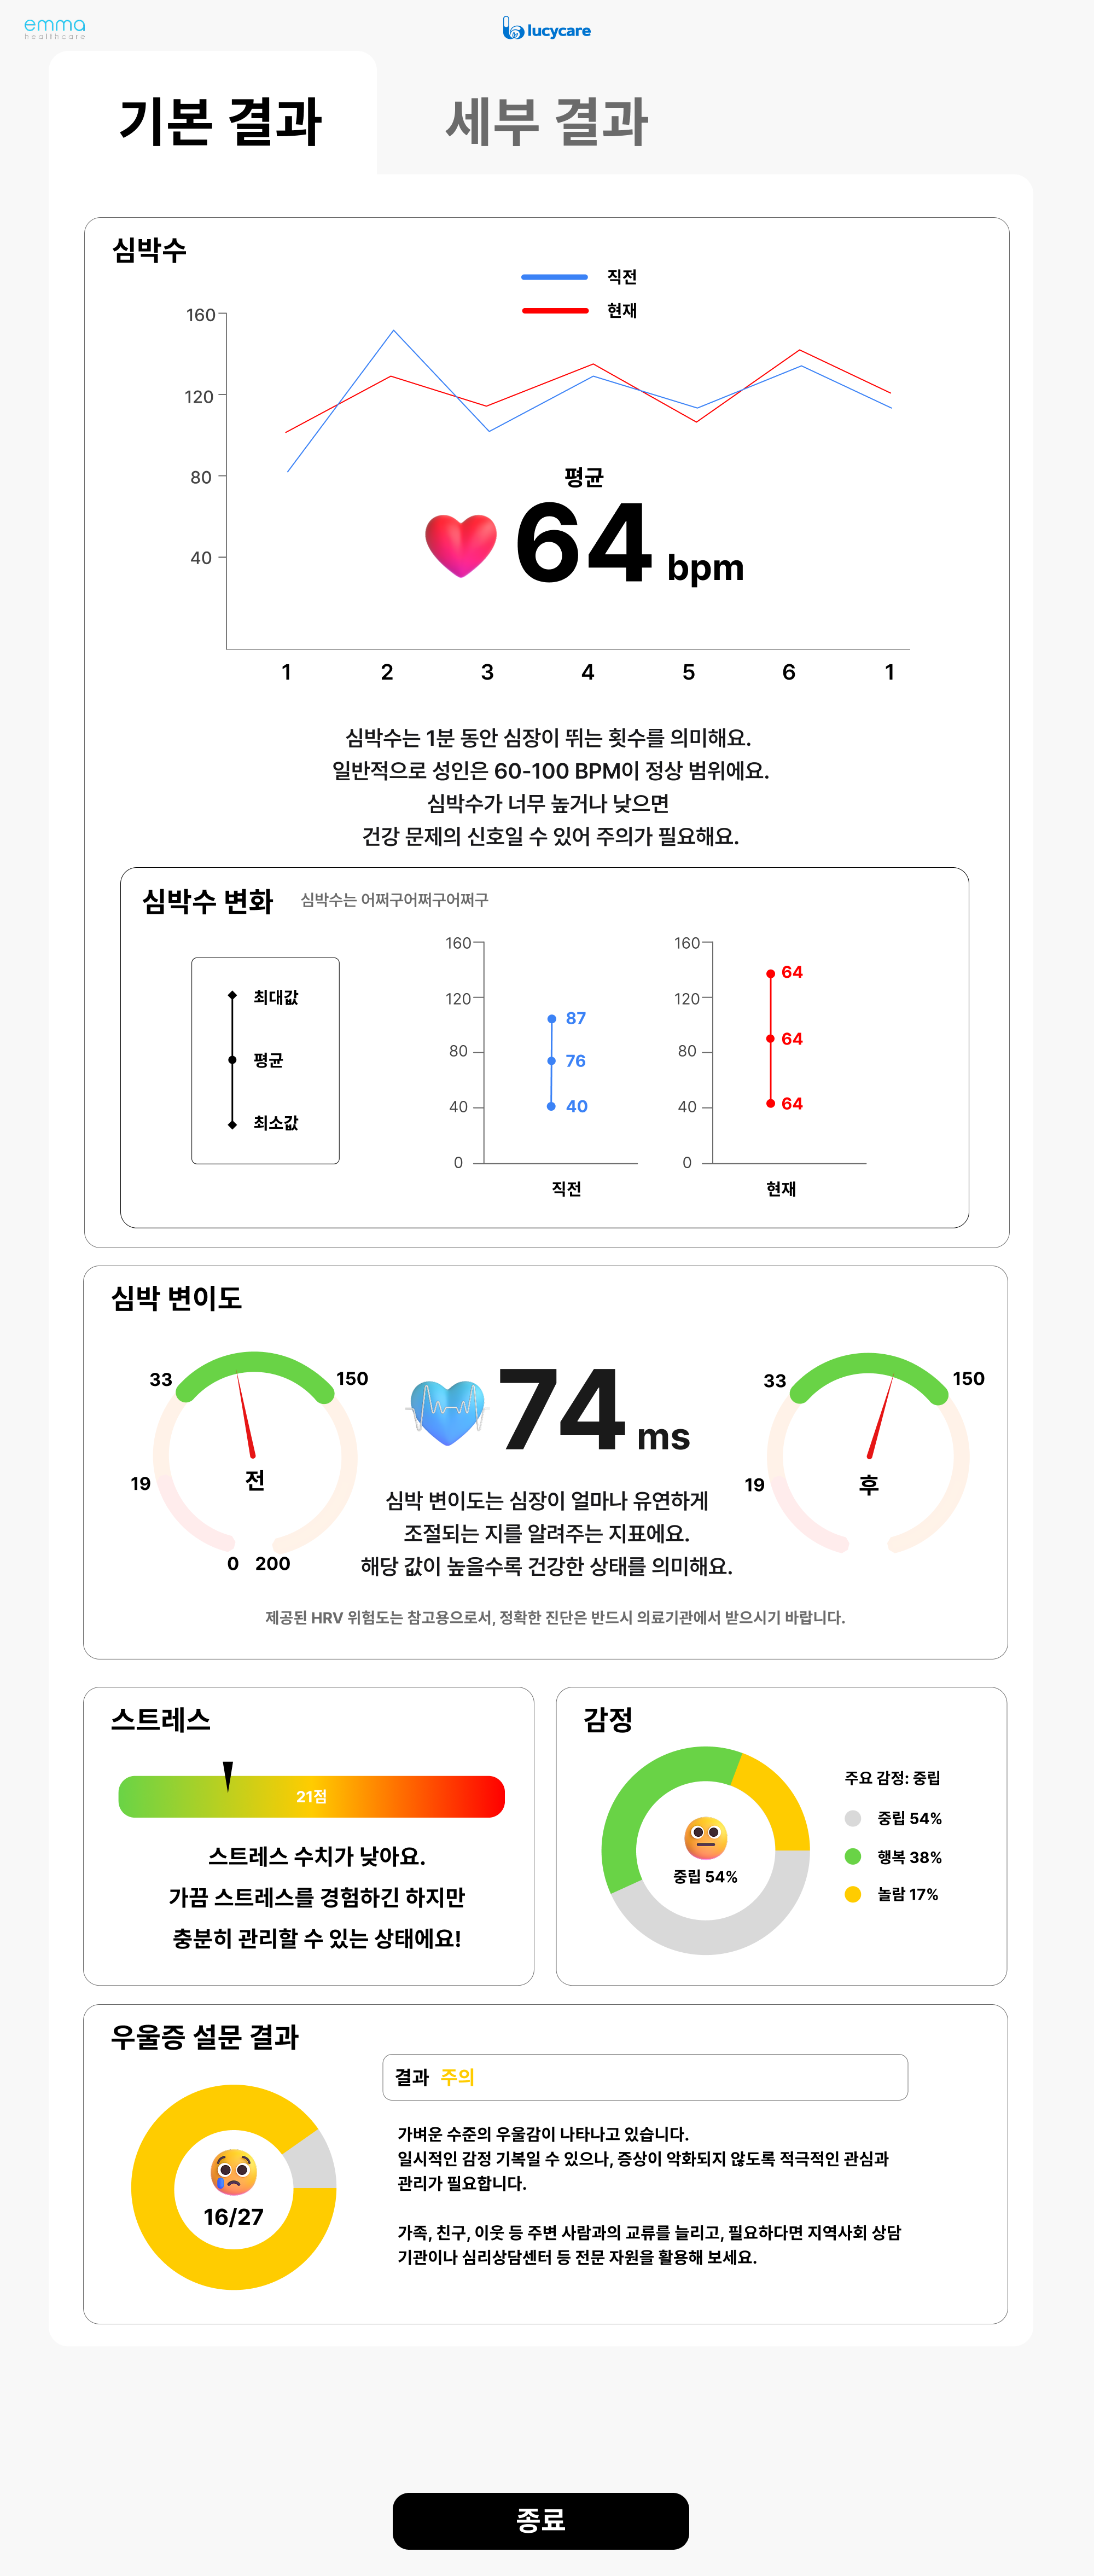 emma
healthcare
lucycare
기본 결과
세부 결과
심박수
직전
현재
160
120
80
40
평균
64 bpm
1 2 3 4 5 6 1
심박수는 1분 동안 심장이 뛰는 횟수를 의미해요.
일반적으로 성인은 60-100 BPM이 정상 범위에요.
심박수가 너무 높거나 낮으면
건강 문제의 신호일 수 있어 주의가 필요해요.
심박수 변화
심박수는 어쩌구어쩌구어쩌구
최대값
평균
최소값
160
120
80
40
0
87
76
40
직전
160
120
80
40
0
64
64
64
현재
심박 변이도
33
150
19
전
0 200
74 ms
33
150
19
후
심박 변이도는 심장이 얼마나 유연하게
조절되는 지를 알려주는 지표에요.
해당 값이 높을수록 건강한 상태를 의미해요.
제공된 HRV 위험도는 참고용으로서, 정확한 진단은 반드시 의료기관에서 받으시기 바랍니다.
스트레스
21점
스트레스 수치가 낮아요.
가끔 스트레스를 경험하긴 하지만
충분히 관리할 수 있는 상태에요!
감정
중립 54%
주요 감정: 중립
중립 54%
행복 38%
놀람 17%
우울증 설문 결과
16/27
결과 주의
가벼운 수준의 우울감이 나타나고 있습니다.
일시적인 감정 기복일 수 있으나, 증상이 악화되지 않도록 적극적인 관심과
관리가 필요합니다.
가족, 친구, 이웃 등 주변 사람과의 교류를 늘리고, 필요하다면 지역사회 상담
기관이나 심리상담센터 등 전문 자원을 활용해 보세요.
종료